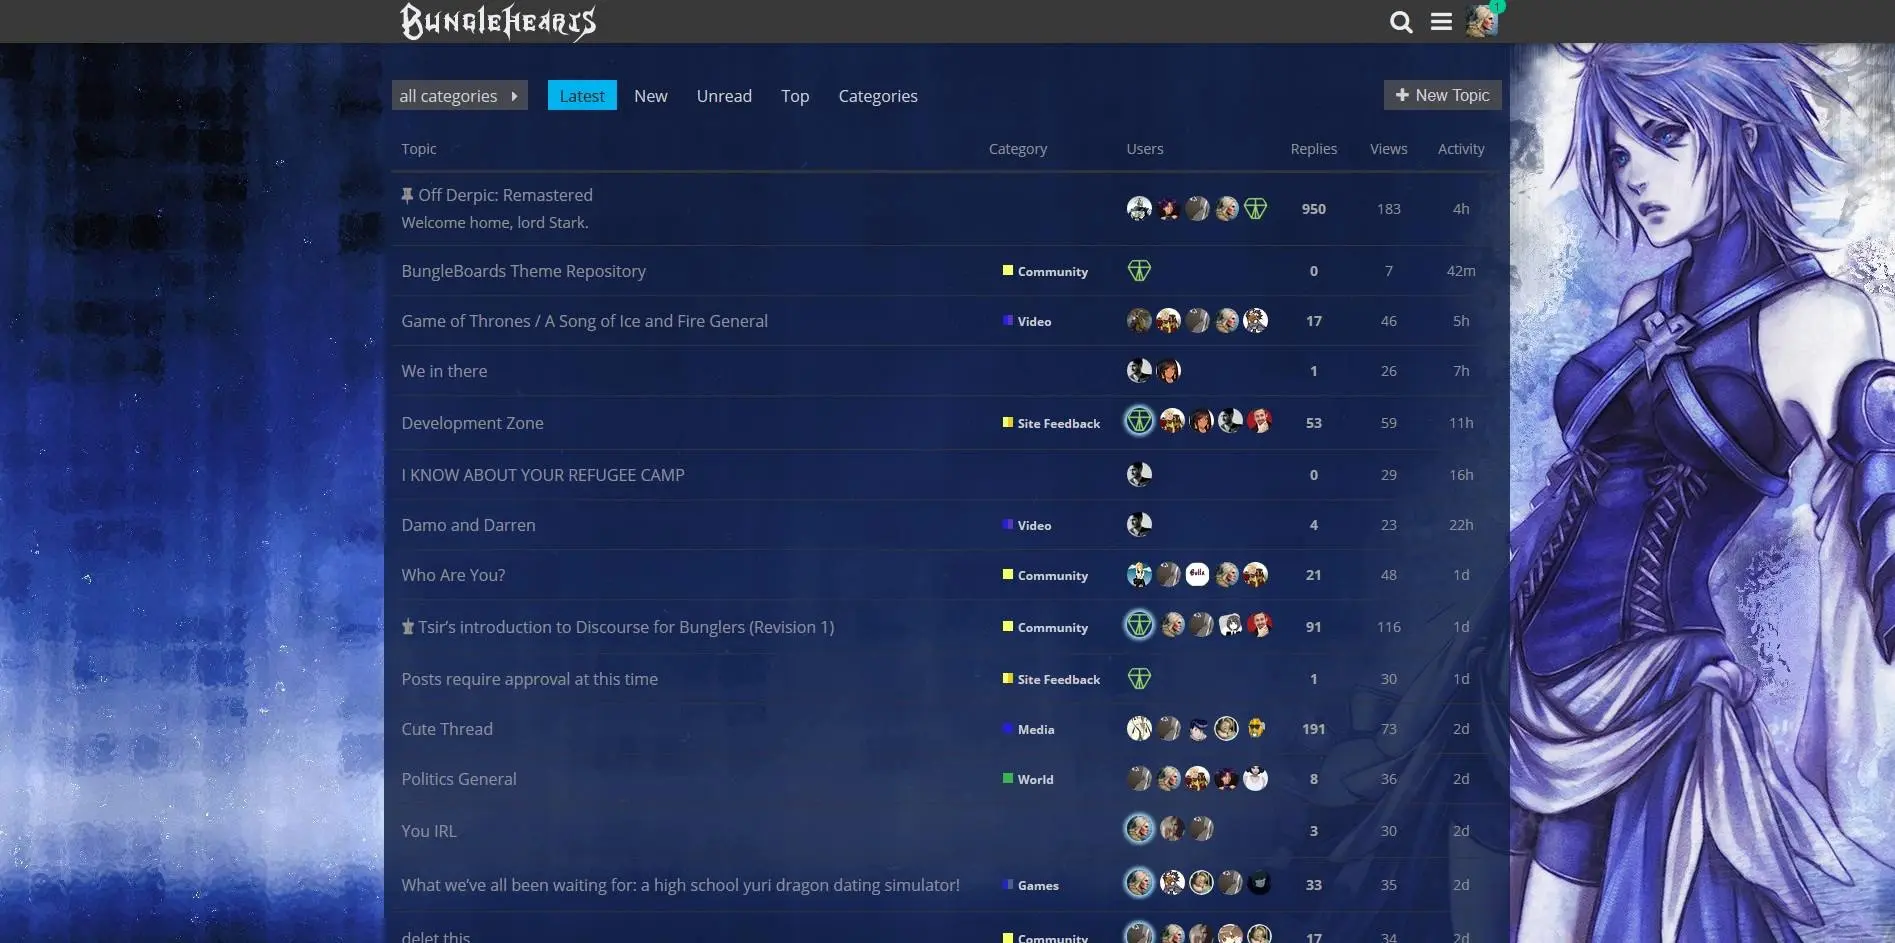 BungleHearts
1
all categories Latest New Unread Top Categories New Topic
Topic Category Users Replies Views Activity
Off Derpic: Remastered 950 183 4h
Welcome home, lord Stark.
BungleBoards Theme Repository Community 0 7 42m
Game of Thrones / A Song of Ice and Fire General Video 17 46 5h
We in there 1 26 7h
Development Zone Site Feedback 53 59 11h
I KNOW ABOUT YOUR REFUGEE CAMP 0 29 16h
Damo and Darren Video 4 23 22h
Who Are You? Community 21 48 1d
Tsir’s introduction to Discourse for Bunglers (Revision 1) Community 91 116 1d
Posts require approval at this time Site Feedback 1 30 1d
Cute Thread Media 191 73 2d
Politics General World 8 36 2d
You IRL 3 30 2d
What we’ve all been waiting for: a high school yuri dragon dating simulator! Games 33 35 2d
delet this Community 17 34 2d